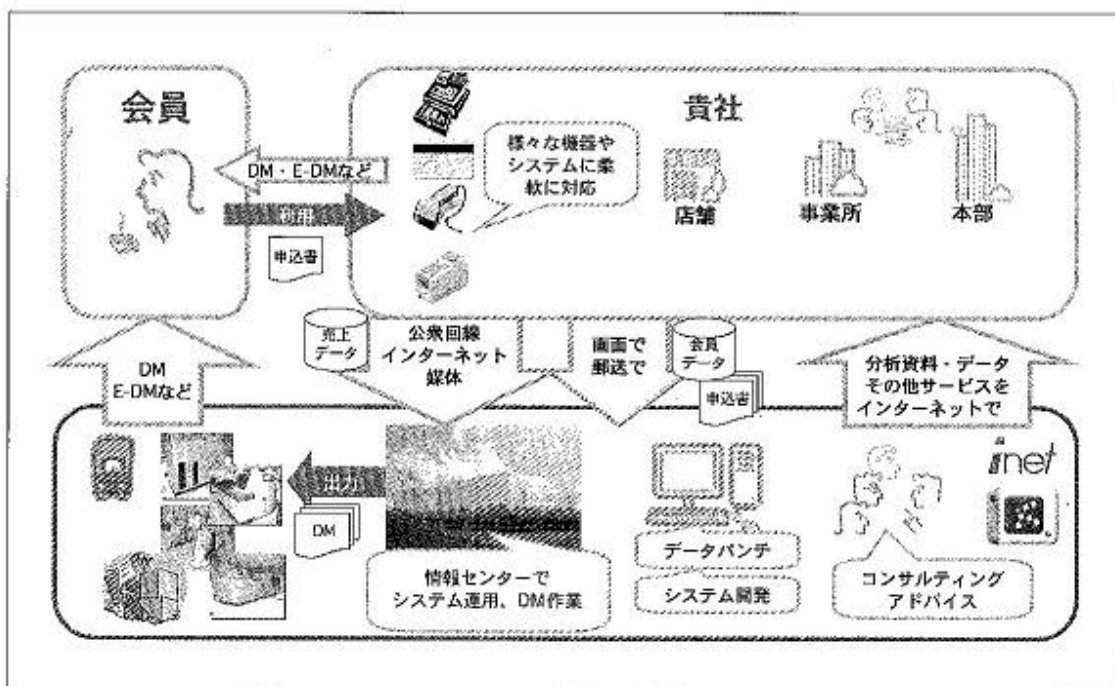 会員
貴社
様々な機器や
システムに柔
軟に対応
DM・E-DMなど
利用
申込書
店舗
事業所
本部
売上
データ
公衆回線
インターネット
媒体
画面で
郵送で
会員
データ
申込書
分析資料・データ
その他サービスを
インターネットで
DM
E-DMなど
出力
DM
情報センターで
システム運用、DM作業
データパンチ
システム開発
コンサルティング
アドバイス
inet